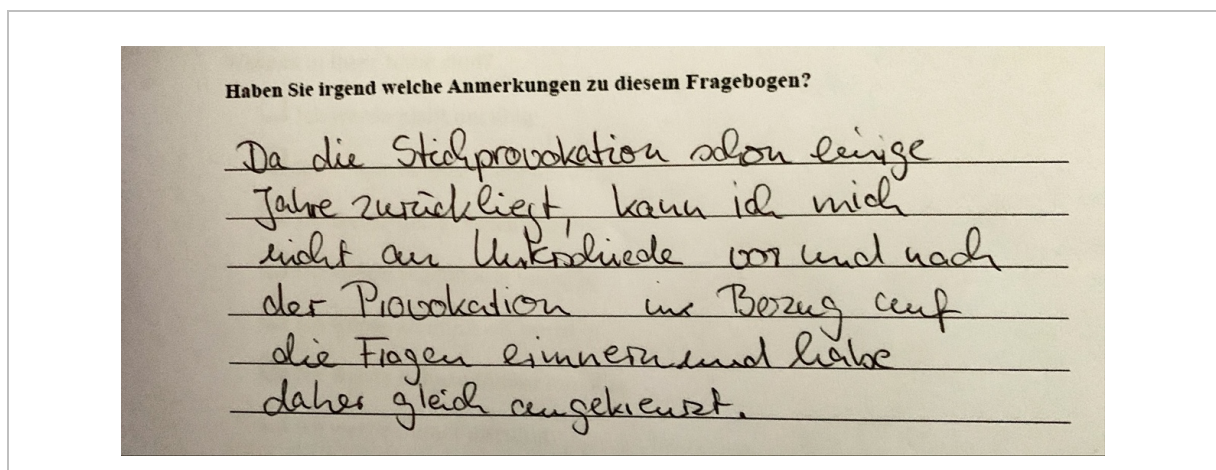 Haben Sie irgend welche Anmerkungen zu diesem Fragebogen?
Da die Stichprovokation schon einige
Jahre zurückliegt, kann ich mich
nicht an Unterschiede vor und nach
der Provokation in Bezug auf
die Fragen erinnern und habe
daher gleich angekreuzt.